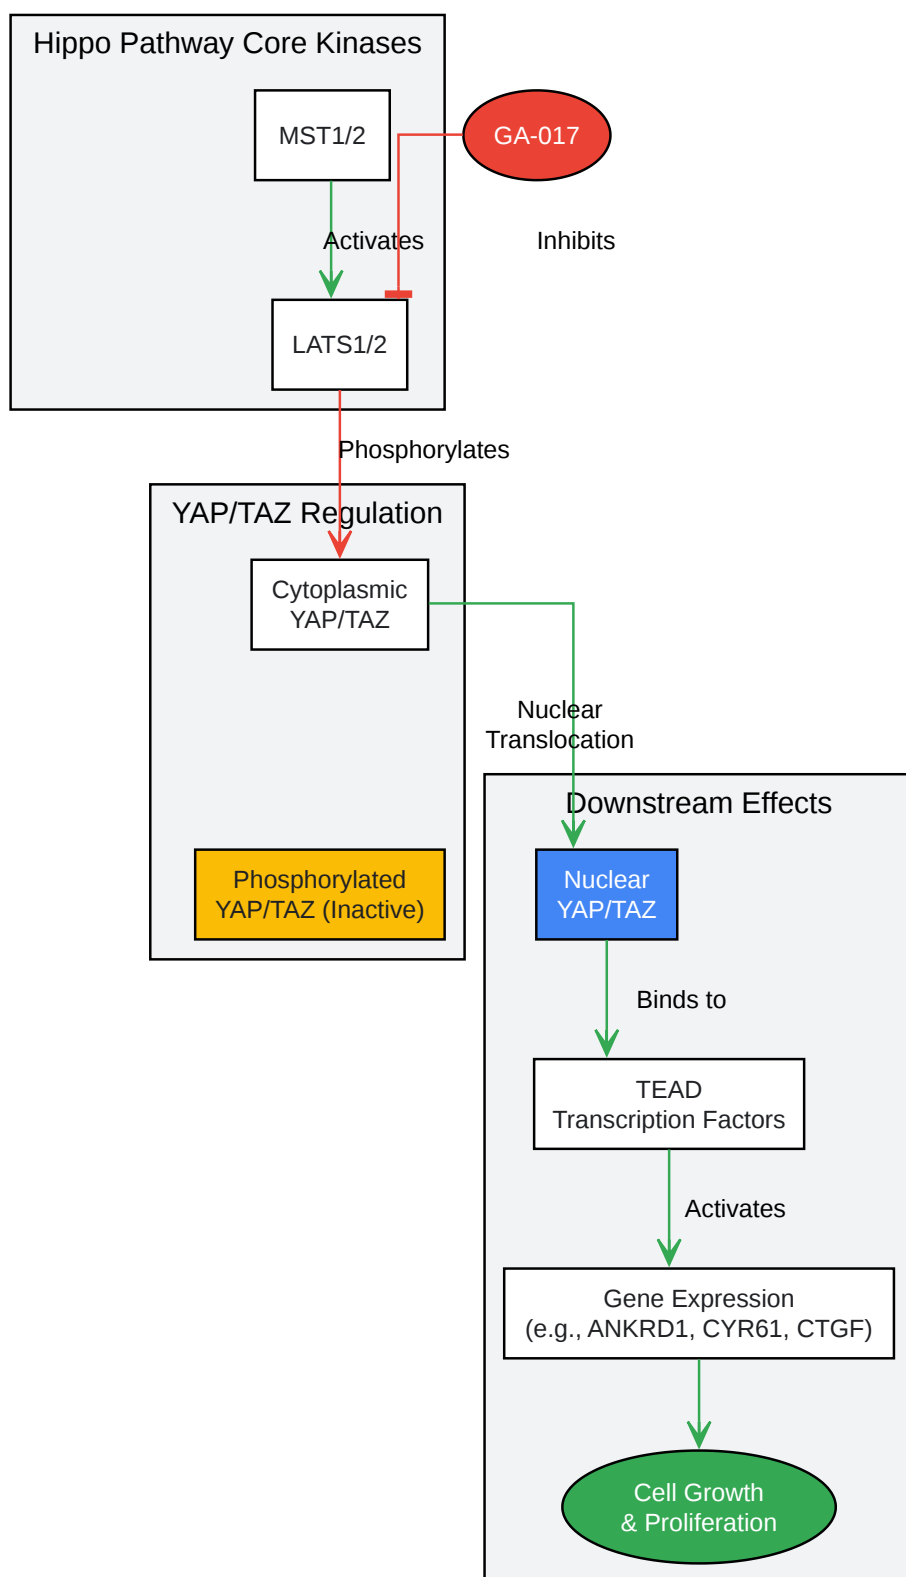 Hippo Pathway Core Kinases
MST1/2
GA-017
Activates
Inhibits
LATS1/2
Phosphorylates
YAP/TAZ Regulation
Cytoplasmic
YAP/TAZ
Nuclear
Translocation
Downstream Effects
Phosphorylated
YAP/TAZ (Inactive)
Nuclear
YAP/TAZ
Binds to
TEAD
Transcription Factors
Activates
Gene Expression
(e.g., ANKRD1, CYR61, CTGF)
Cell Growth
& Proliferation